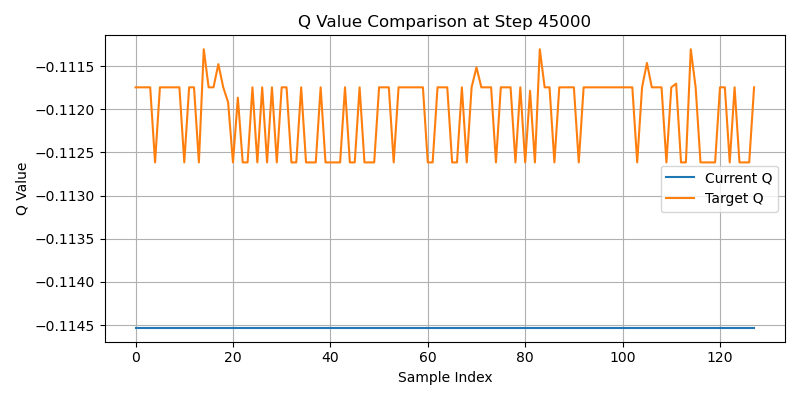 Q Value Comparison at Step 45000
Q Value
−0.1115
−0.1120
−0.1125
−0.1130
−0.1135
−0.1140
−0.1145
Current Q
Target Q
0 20 40 60 80 100 120
Sample Index